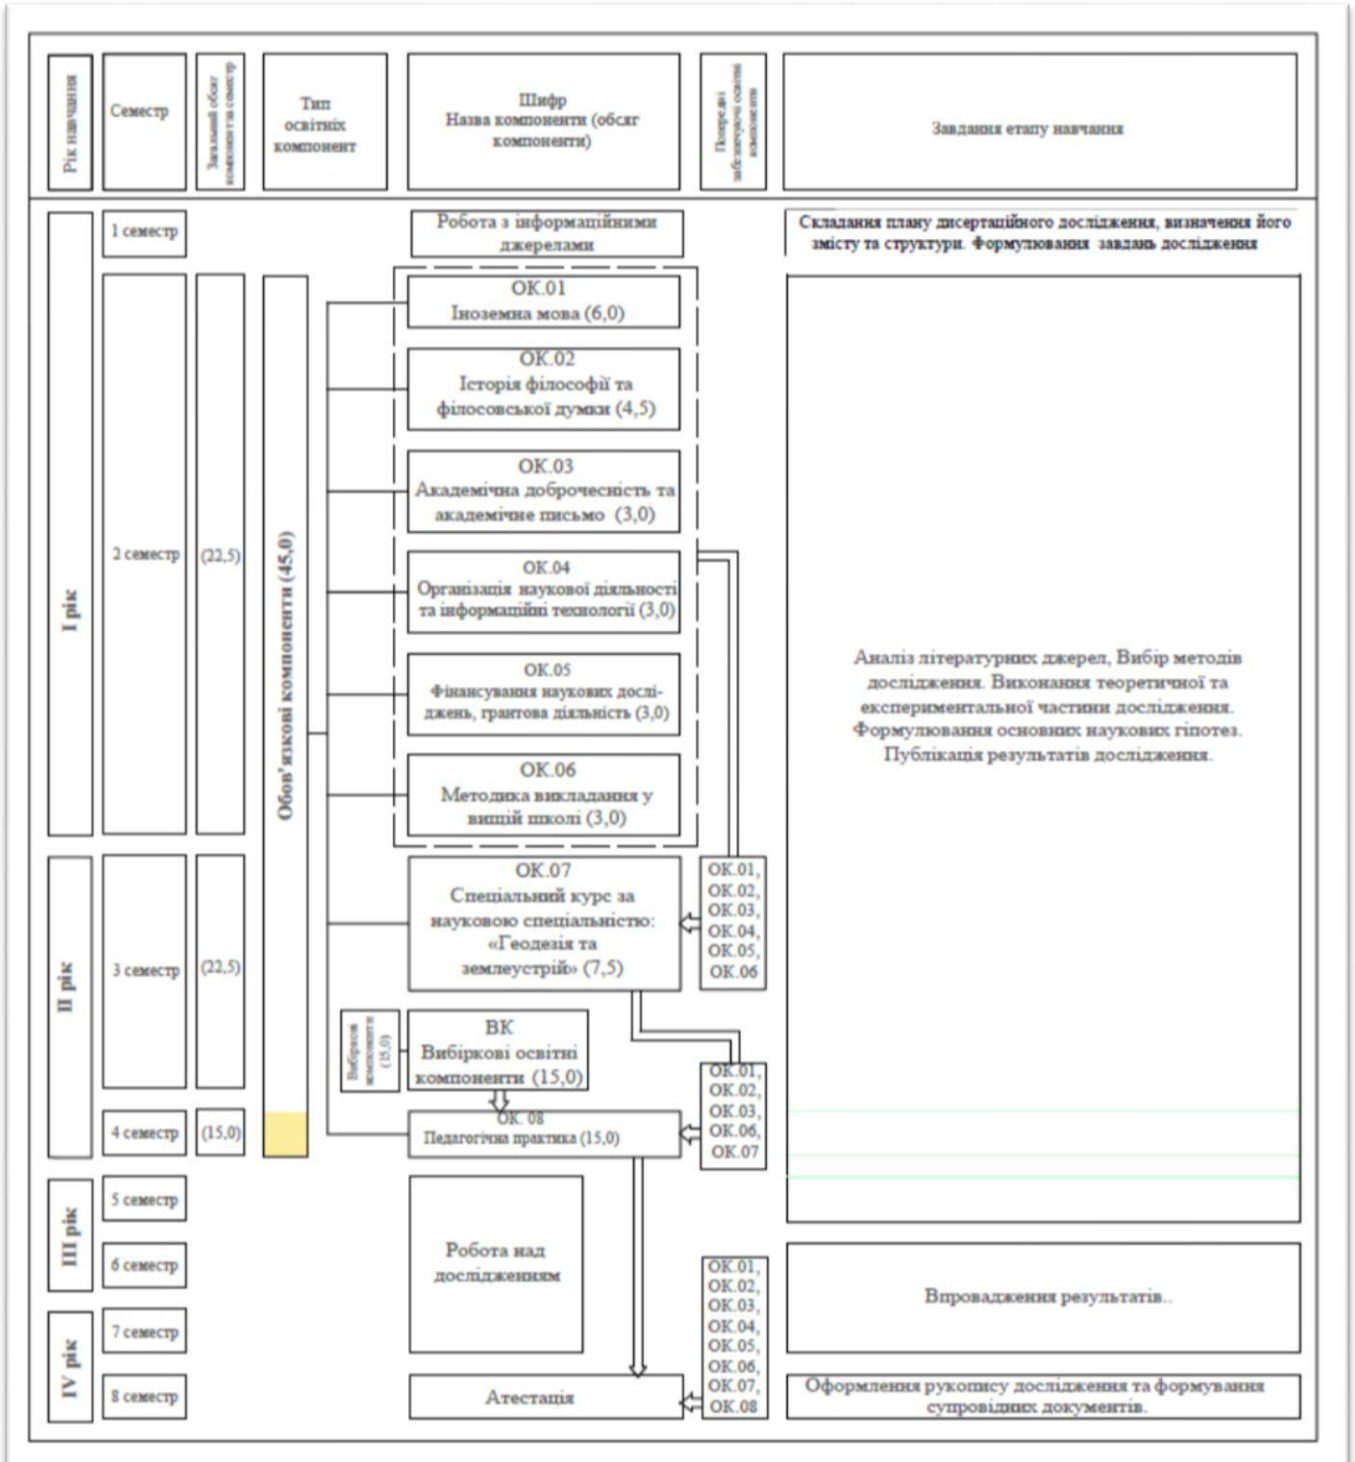 Рік навчання
Семестр
Загальний обсяг
компонент за семестр
Тип
освітніх
компонент
Шифр
Назва компоненти (обсяг
компоненти)
Попередні
забезпечуючі освітні
компоненти
Завдання етапу навчання
I рік
1 семестр
Робота з інформаційними
джерелами
Складання плану дисертаційного дослідження, визначення його
змісту та структури. Формулювання завдань дослідження
2 семестр
(22,5)
Обов'язкові компоненти (45,0)
ОК.01
Іноземна мова (6,0)
ОК.02
Історія філософії та
філосовської думки (4,5)
ОК.03
Академічна доброчесність та
академічне письмо (3,0)
ОК.04
Організація наукової діяльності
та інформаційні технології (3,0)
ОК.05
Фінансування наукових дослі-
джень, грантова діяльність (3,0)
ОК.06
Методика викладання у
вищій школі (3,0)
Аналіз літературних джерел, Вибір методів
дослідження. Виконання теоретичної та
експериментальної частини дослідження.
Формулювання основних наукових гіпотез.
Публікація результатів дослідження.
II рік
3 семестр
(22,5)
ОК.07
Спеціальний курс за
науковою спеціальністю:
«Геодезія та
землеустрій» (7,5)
ОК.01,
ОК.02,
ОК.03,
ОК.04,
ОК.05,
ОК.06
Вибіркові
компоненти
(15,0)
ВК
Вибіркові освітні
компоненти (15,0)
4 семестр
(15,0)
ОК. 08
Педагогічна практика (15,0)
ОК.01,
ОК.02,
ОК.03,
ОК.06,
ОК.07
III рік
5 семестр
6 семестр
Робота над
дослідженням
Впровадження результатів..
IV рік
7 семестр
8 семестр
Атестація
ОК.01,
ОК.02,
ОК.03,
ОК.04,
ОК.05,
ОК.06,
ОК.07,
ОК.08
Оформлення рукопису дослідження та формування
супровідних документів.